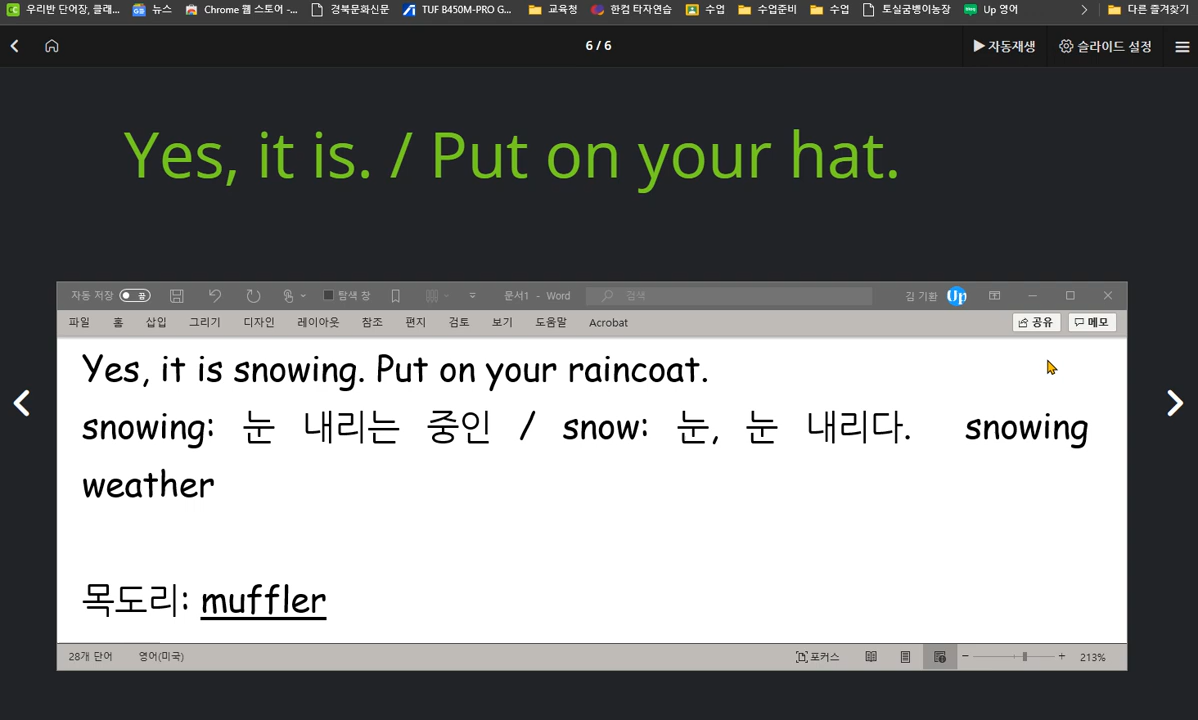 우리반 단어장, 클래... 뉴스 Chrome 웹 스토어 -... 경북문화신문 TUF B450M-PRO G... 교육청 한컴 타자연습 수업 수업준비 수업 토실굼벵이농장 Up 영어 다른 즐겨찾기
6 / 6 자동재생 슬라이드 설정
Yes, it is. / Put on your hat.
자동 저장 끔 탐색 창 문서1 - Word 검색 김 기환 Up
파일 홈 삽입 그리기 디자인 레이아웃 참조 편지 검토 보기 도움말 Acrobat 공유 메모
Yes, it is snowing. Put on your raincoat.
snowing: 눈 내리는 중인 / snow: 눈, 눈 내리다. snowing
weather
목도리: muffler
28개 단어 영어(미국) 포커스 213%